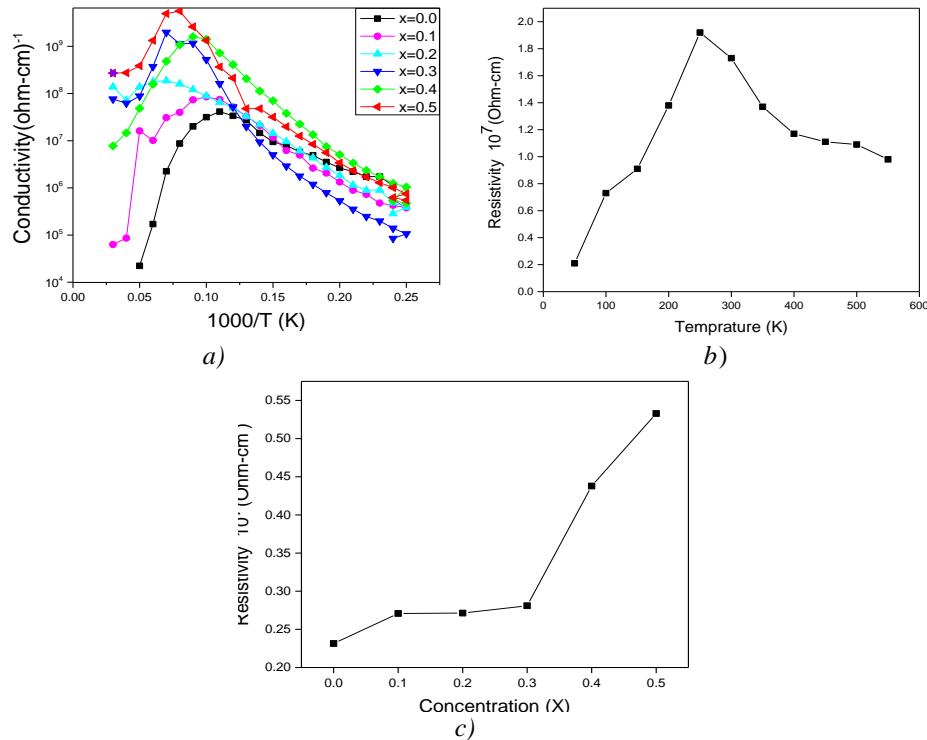 Conductivity(ohm-cm)⁻¹
10⁹
10⁸
10⁷
10⁶
10⁵
10⁴
0.00 0.05 0.10 0.15 0.20 0.25
1000/T (K)
x=0.0
x=0.1
x=0.2
x=0.3
x=0.4
x=0.5
a)
Resistivity 10⁷(Ohm-cm)
2.0
1.8
1.6
1.4
1.2
1.0
0.8
0.6
0.4
0.2
0.0
0 100 200 300 400 500 600
Temprature (K)
b)
Resistivity (Ohm-cm
0.55
0.50
0.45
0.40
0.35
0.30
0.25
0.20
0.0 0.1 0.2 0.3 0.4 0.5
Concentration (X)
c)